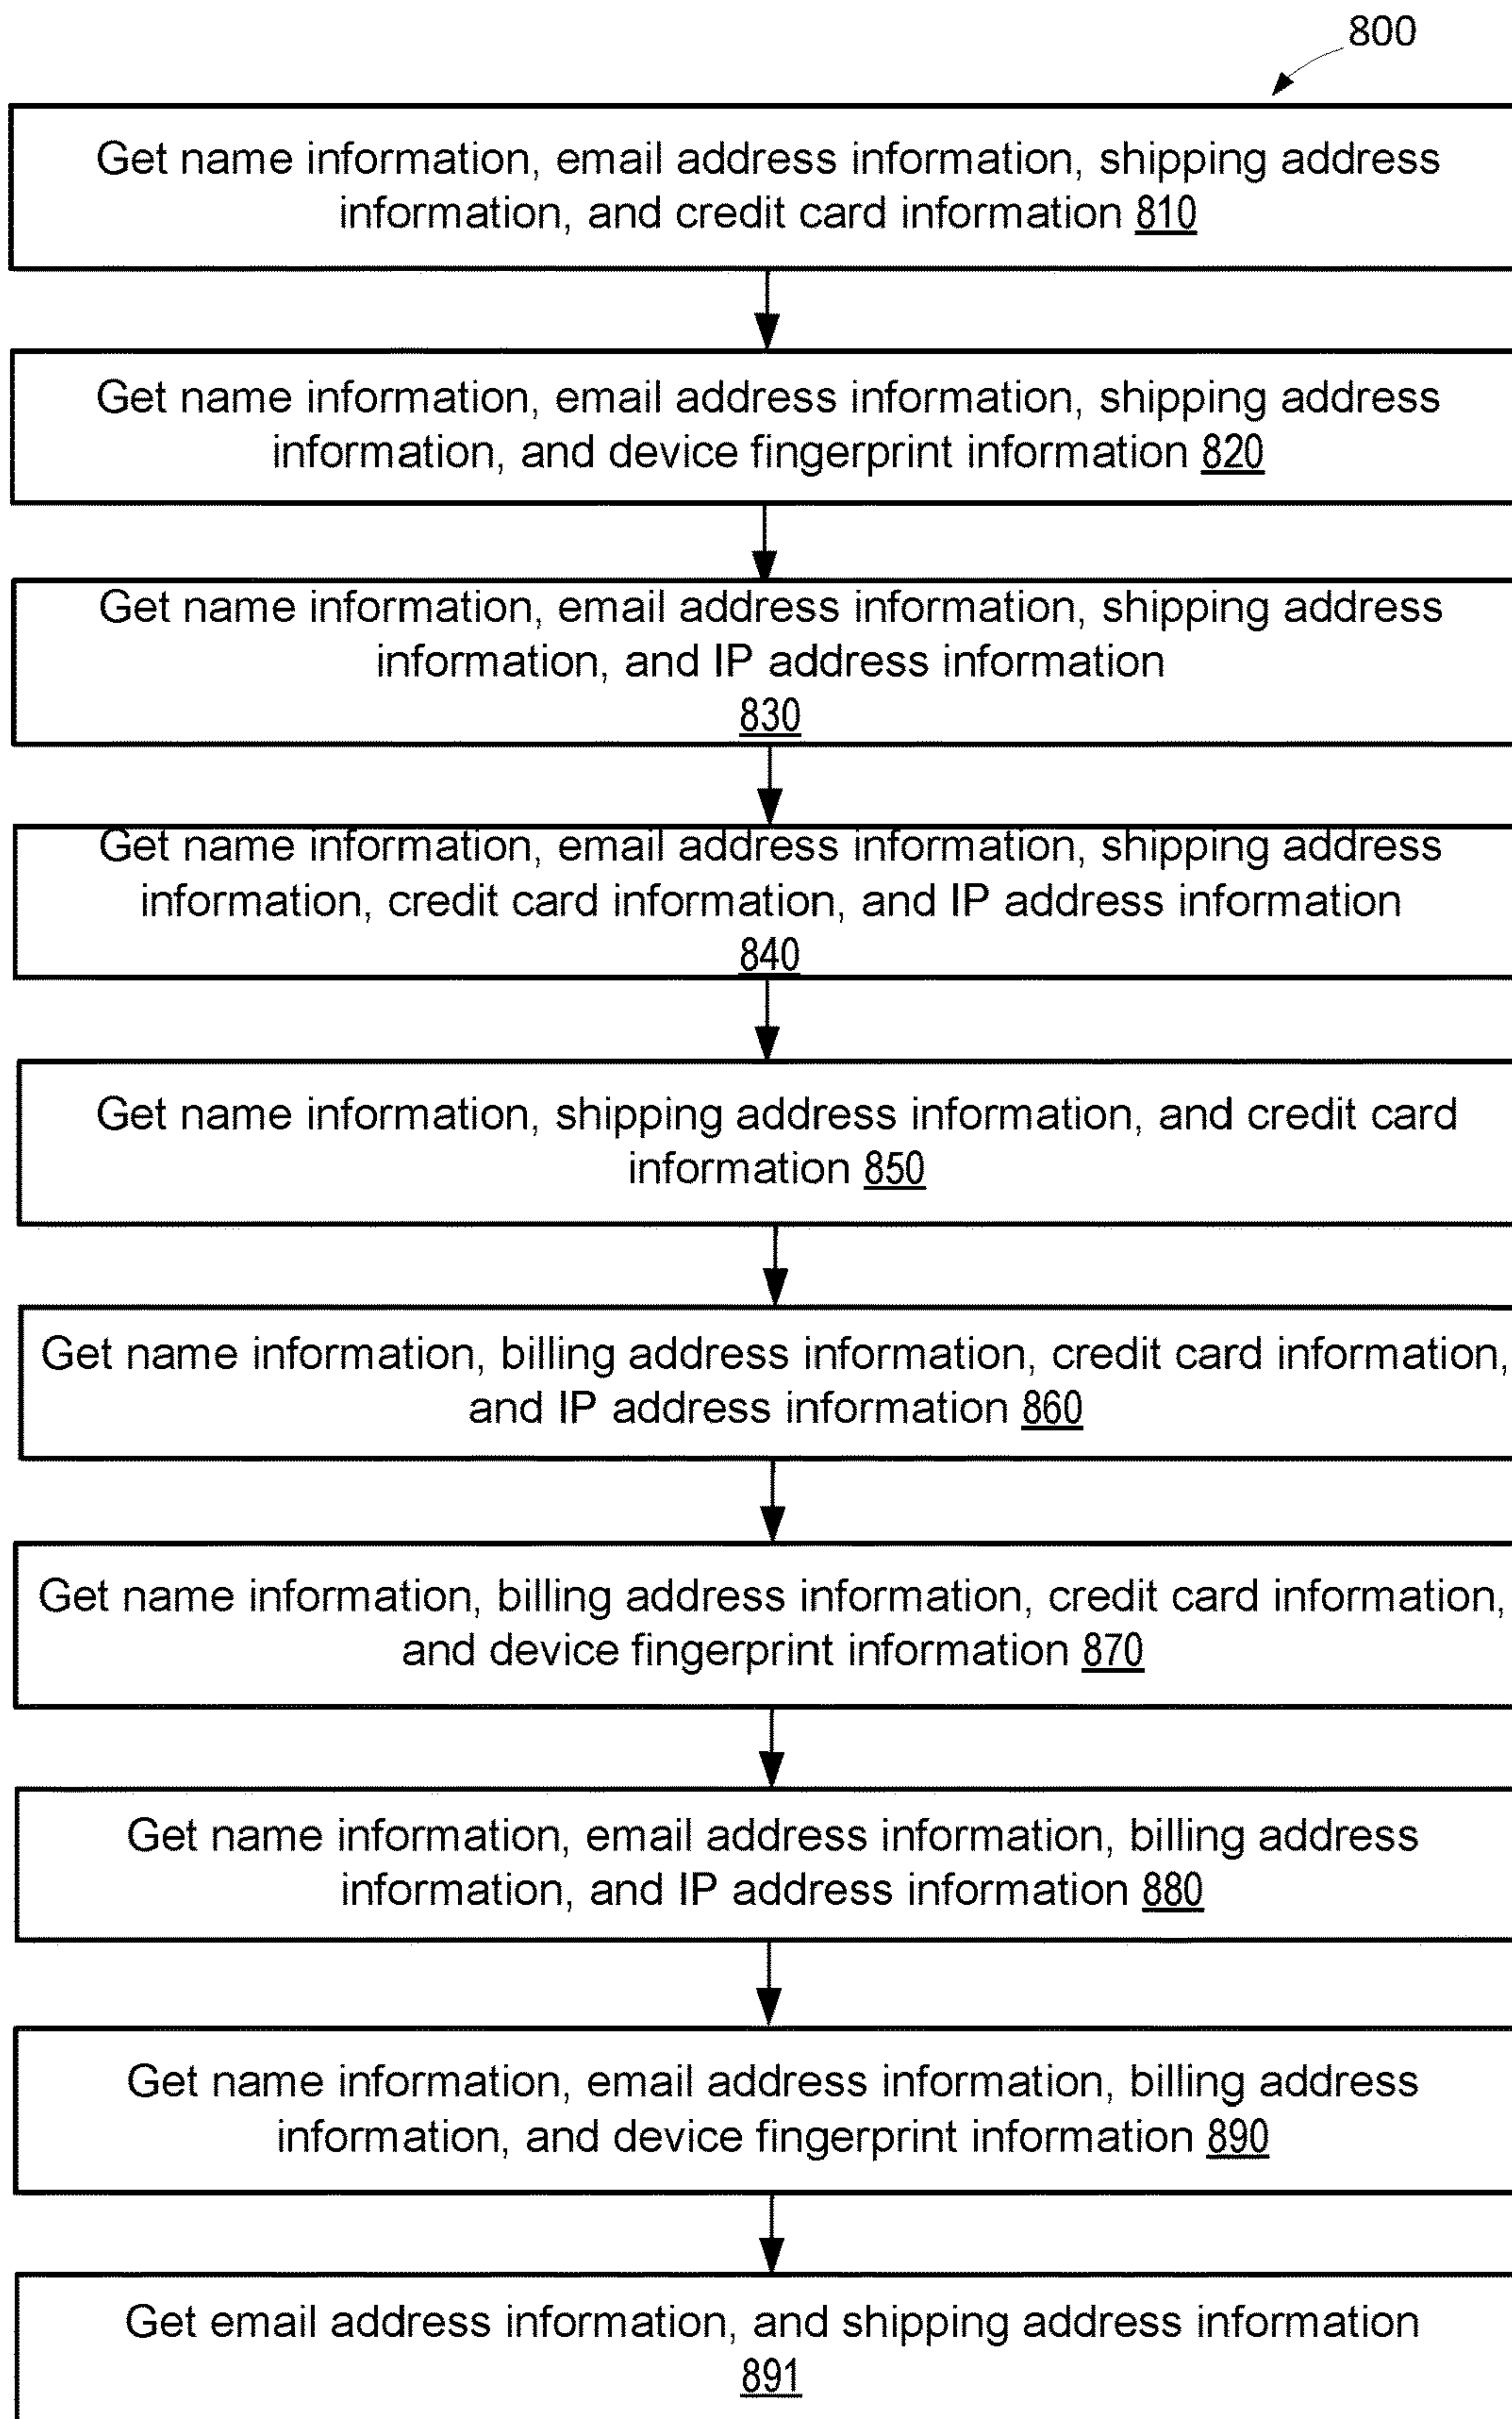 800
Get name information, email address information, shipping address
information, and credit card information 810
Get name information, email address information, shipping address
information, and device fingerprint information 820
Get name information, email address information, shipping address
information, and IP address information
830
Get name information, email address information, shipping address
information, credit card information, and IP address information
840
Get name information, shipping address information, and credit card
information 850
Get name information, billing address information, credit card information,
and IP address information 860
Get name information, billing address information, credit card information,
and device fingerprint information 870
Get name information, email address information, billing address
information, and IP address information 880
Get name information, email address information, billing address
information, and device fingerprint information 890
Get email address information, and shipping address information
891